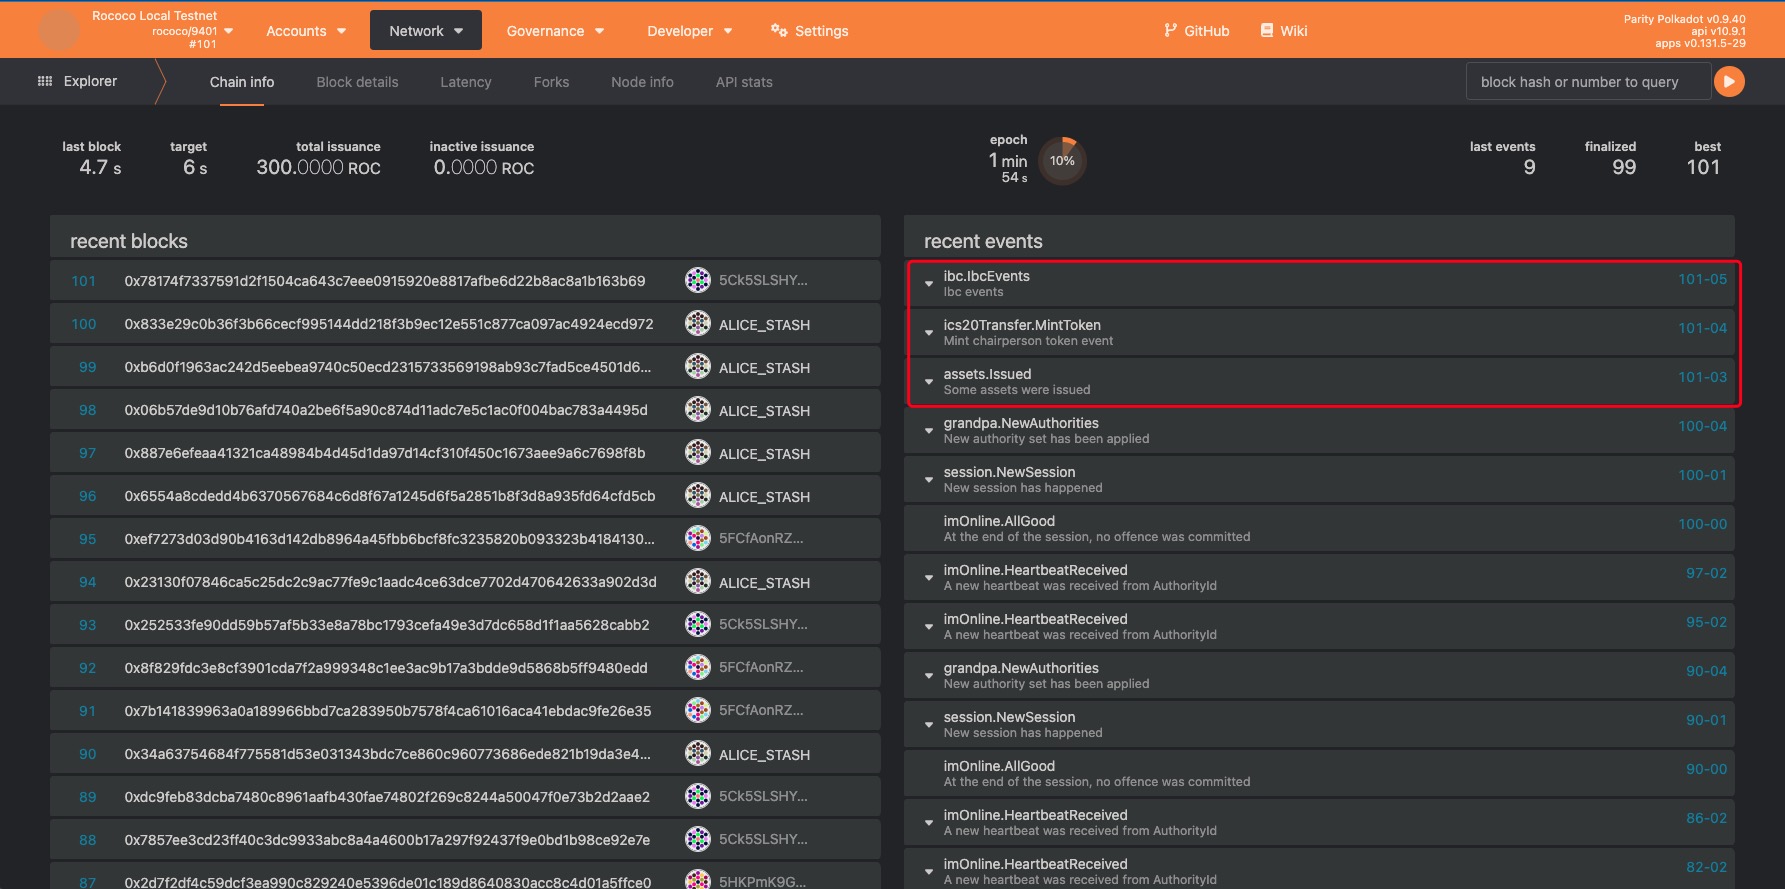 Rococo Local Testnet
rococo/9401
#101
Accounts
Network
Governance
Developer
Settings
GitHub
Wiki
Parity Polkadot v0.9.40
api v10.9.1
apps v0.131.5-29
Explorer
Chain info
Block details
Latency
Forks
Node info
API stats
block hash or number to query
last block
4.7 s
target
6 s
total issuance
300.0000 ROC
inactive issuance
0.0000 ROC
epoch
1 min
54 s
10%
last events
9
finalized
99
best
101
recent blocks
101 0x78174f7337591d2f1504ca643c7eee0915920e8817afbe6d22b8ac8a1b163b69 5Ck5SLSHY...
100 0x833e29c0b36f3b66cecf995144dd218f3b9ec12e551c877ca097ac4924ecd972 ALICE_STASH
99 0xb6d0f1963ac242d5eebea9740c50ecd2315733569198ab93c7fad5ce4501d6... ALICE_STASH
98 0x06b57de9d10b76afd740a2be6f5a90c874d11adc7e5c1ac0f004bac783a4495d ALICE_STASH
97 0x887e6efeaa41321ca48984b4d45d1da97d14cf310f450c1673aee9a6c7698f8b ALICE_STASH
96 0x6554a8cdedd4b6370567684c6d8f67a1245d6f5a2851b8f3d8a935fd64cfd5cb ALICE_STASH
95 0xef7273d03d90b4163d142db8964a45fbb6bcf8fc3235820b093323b4184130... 5FCfAonRZ...
94 0x23130f07846ca5c25dc2c9ac77fe9c1aadc4ce63dce7702d470642633a902d3d ALICE_STASH
93 0x252533fe90dd59b57af5b33e8a78bc1793cefa49e3d7dc658d1f1aa5628cabb2 5Ck5SLSHY...
92 0x8f829fdc3e8cf3901cda7f2a999348c1ee3ac9b17a3bdde9d5868b5ff9480edd 5FCfAonRZ...
91 0x7b141839963a0a189966bbd7ca283950b7578f4ca61016aca41ebdac9fe26e35 5FCfAonRZ...
90 0x34a63754684f775581d53e031343bdc7ce860c960773686ede821b19da3e4... ALICE_STASH
89 0xdc9feb83dcba7480c8961aafb430fae74802f269c8244a50047f0e73b2d2aae2 5Ck5SLSHY...
88 0x7857ee3cd23ff40c3dc9933abc8a4a4600b17a297f92437f9e0bd1b98ce92e7e 5Ck5SLSHY...
87 0x2d7f2df4c59dcf3ea990c829240e5396de01c189d8640830acc8c4d01a5ffce0 5HKPmK9G...
recent events
ibc.IbcEvents 101-05
Ibc events
ics20Transfer.MintToken 101-04
Mint chairperson token event
assets.Issued 101-03
Some assets were issued
grandpa.NewAuthorities 100-04
New authority set has been applied
session.NewSession 100-01
New session has happened
imOnline.AllGood 100-00
At the end of the session, no offence was committed
imOnline.HeartbeatReceived 97-02
A new heartbeat was received from AuthorityId
imOnline.HeartbeatReceived 95-02
A new heartbeat was received from AuthorityId
grandpa.NewAuthorities 90-04
New authority set has been applied
session.NewSession 90-01
New session has happened
imOnline.AllGood 90-00
At the end of the session, no offence was committed
imOnline.HeartbeatReceived 86-02
A new heartbeat was received from AuthorityId
imOnline.HeartbeatReceived 82-02
A new heartbeat was received from AuthorityId